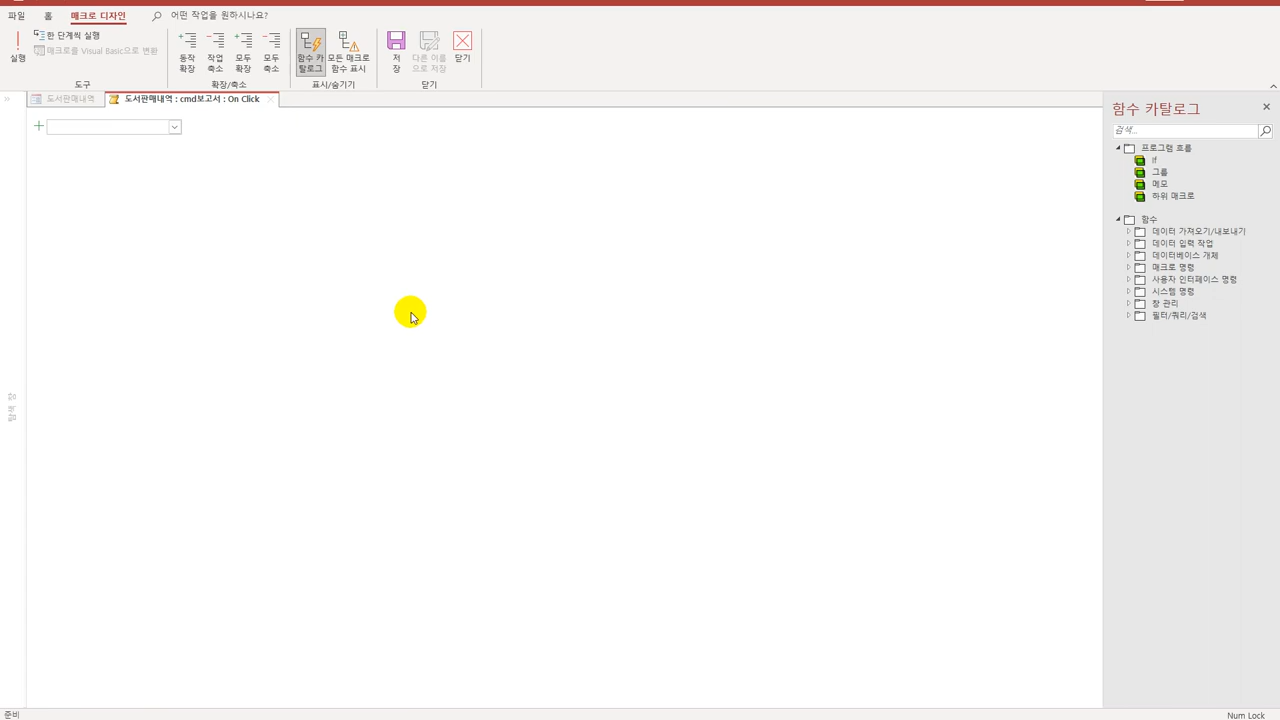 파일 홈 매크로 디자인 어떤 작업을 원하시나요?
실행
한 단계씩 실행
매크로를 Visual Basic으로 변환
도구
동작
확장
작업
축소
모두
확장
모두
축소
확장/축소
함수 카
탈로그
모든 매크로
함수 표시
표시/숨기기
저
장
다른 이름
으로 저장
닫기
닫기
도서판매내역
도서판매내역 : cmd보고서 : On Click
탐색 창
함수 카탈로그
검색...
프로그램 흐름
If
그룹
메모
하위 매크로
함수
데이터 가져오기/내보내기
데이터 입력 작업
데이터베이스 개체
매크로 명령
사용자 인터페이스 명령
시스템 명령
창 관리
필터/쿼리/검색
준비
Num Lock